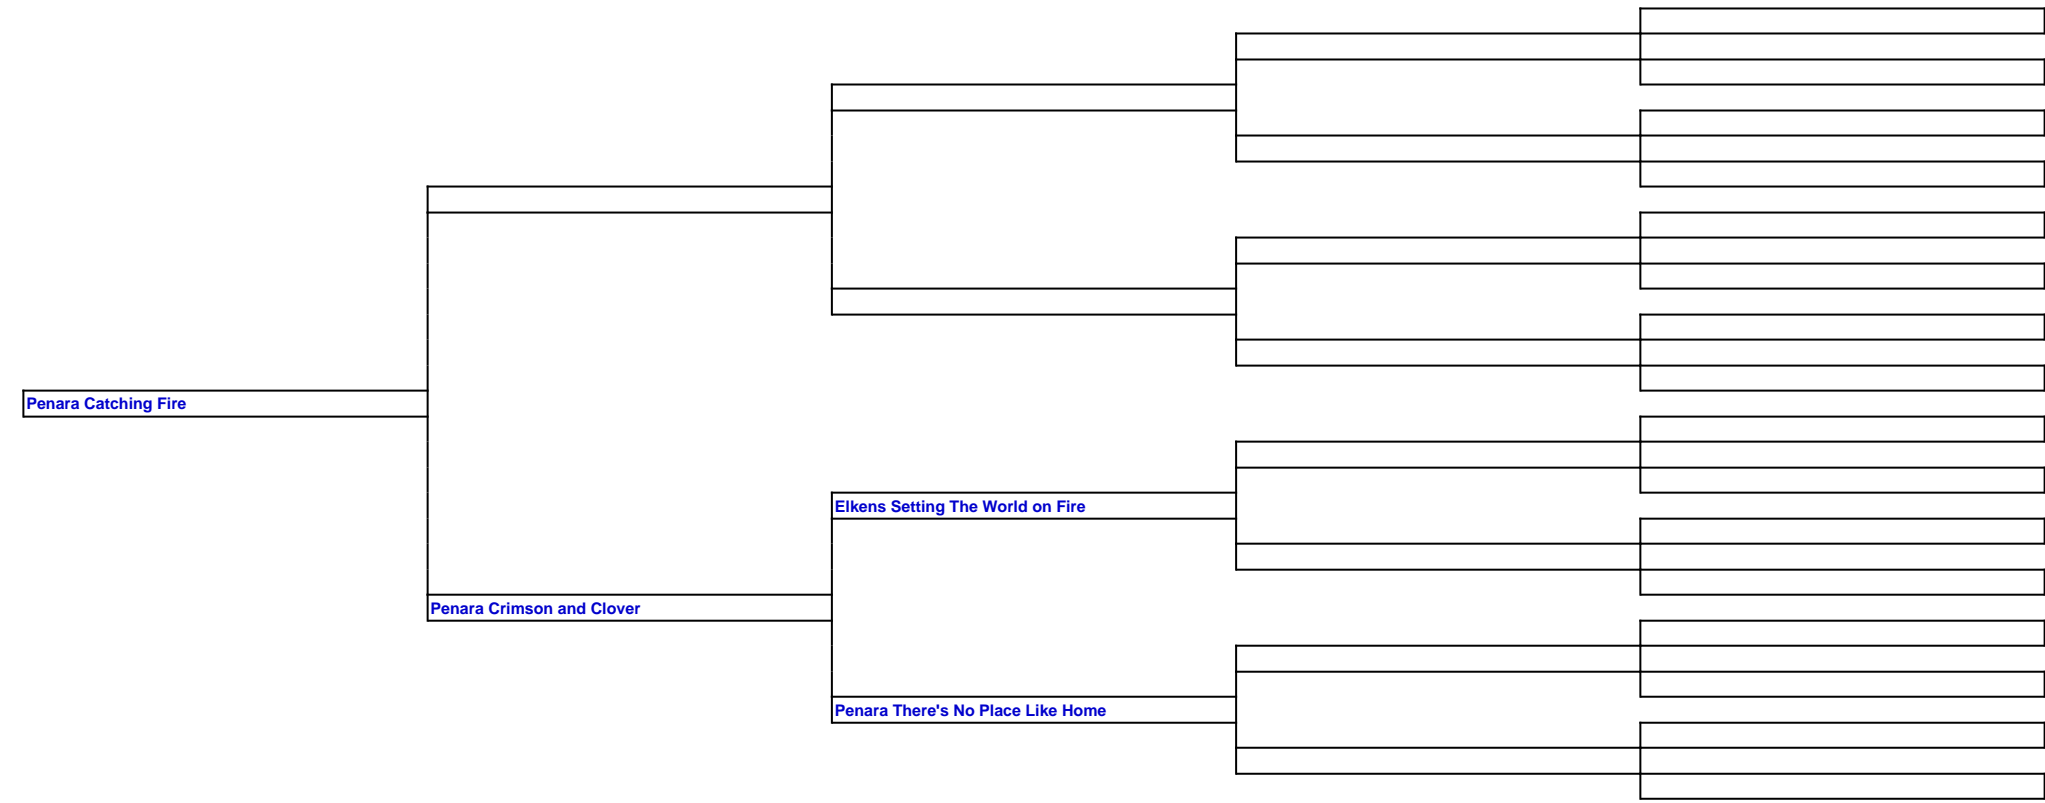 Penara Catching Fire
Elkens Setting The World on Fire
Penara Crimson and Clover
Penara There's No Place Like Home